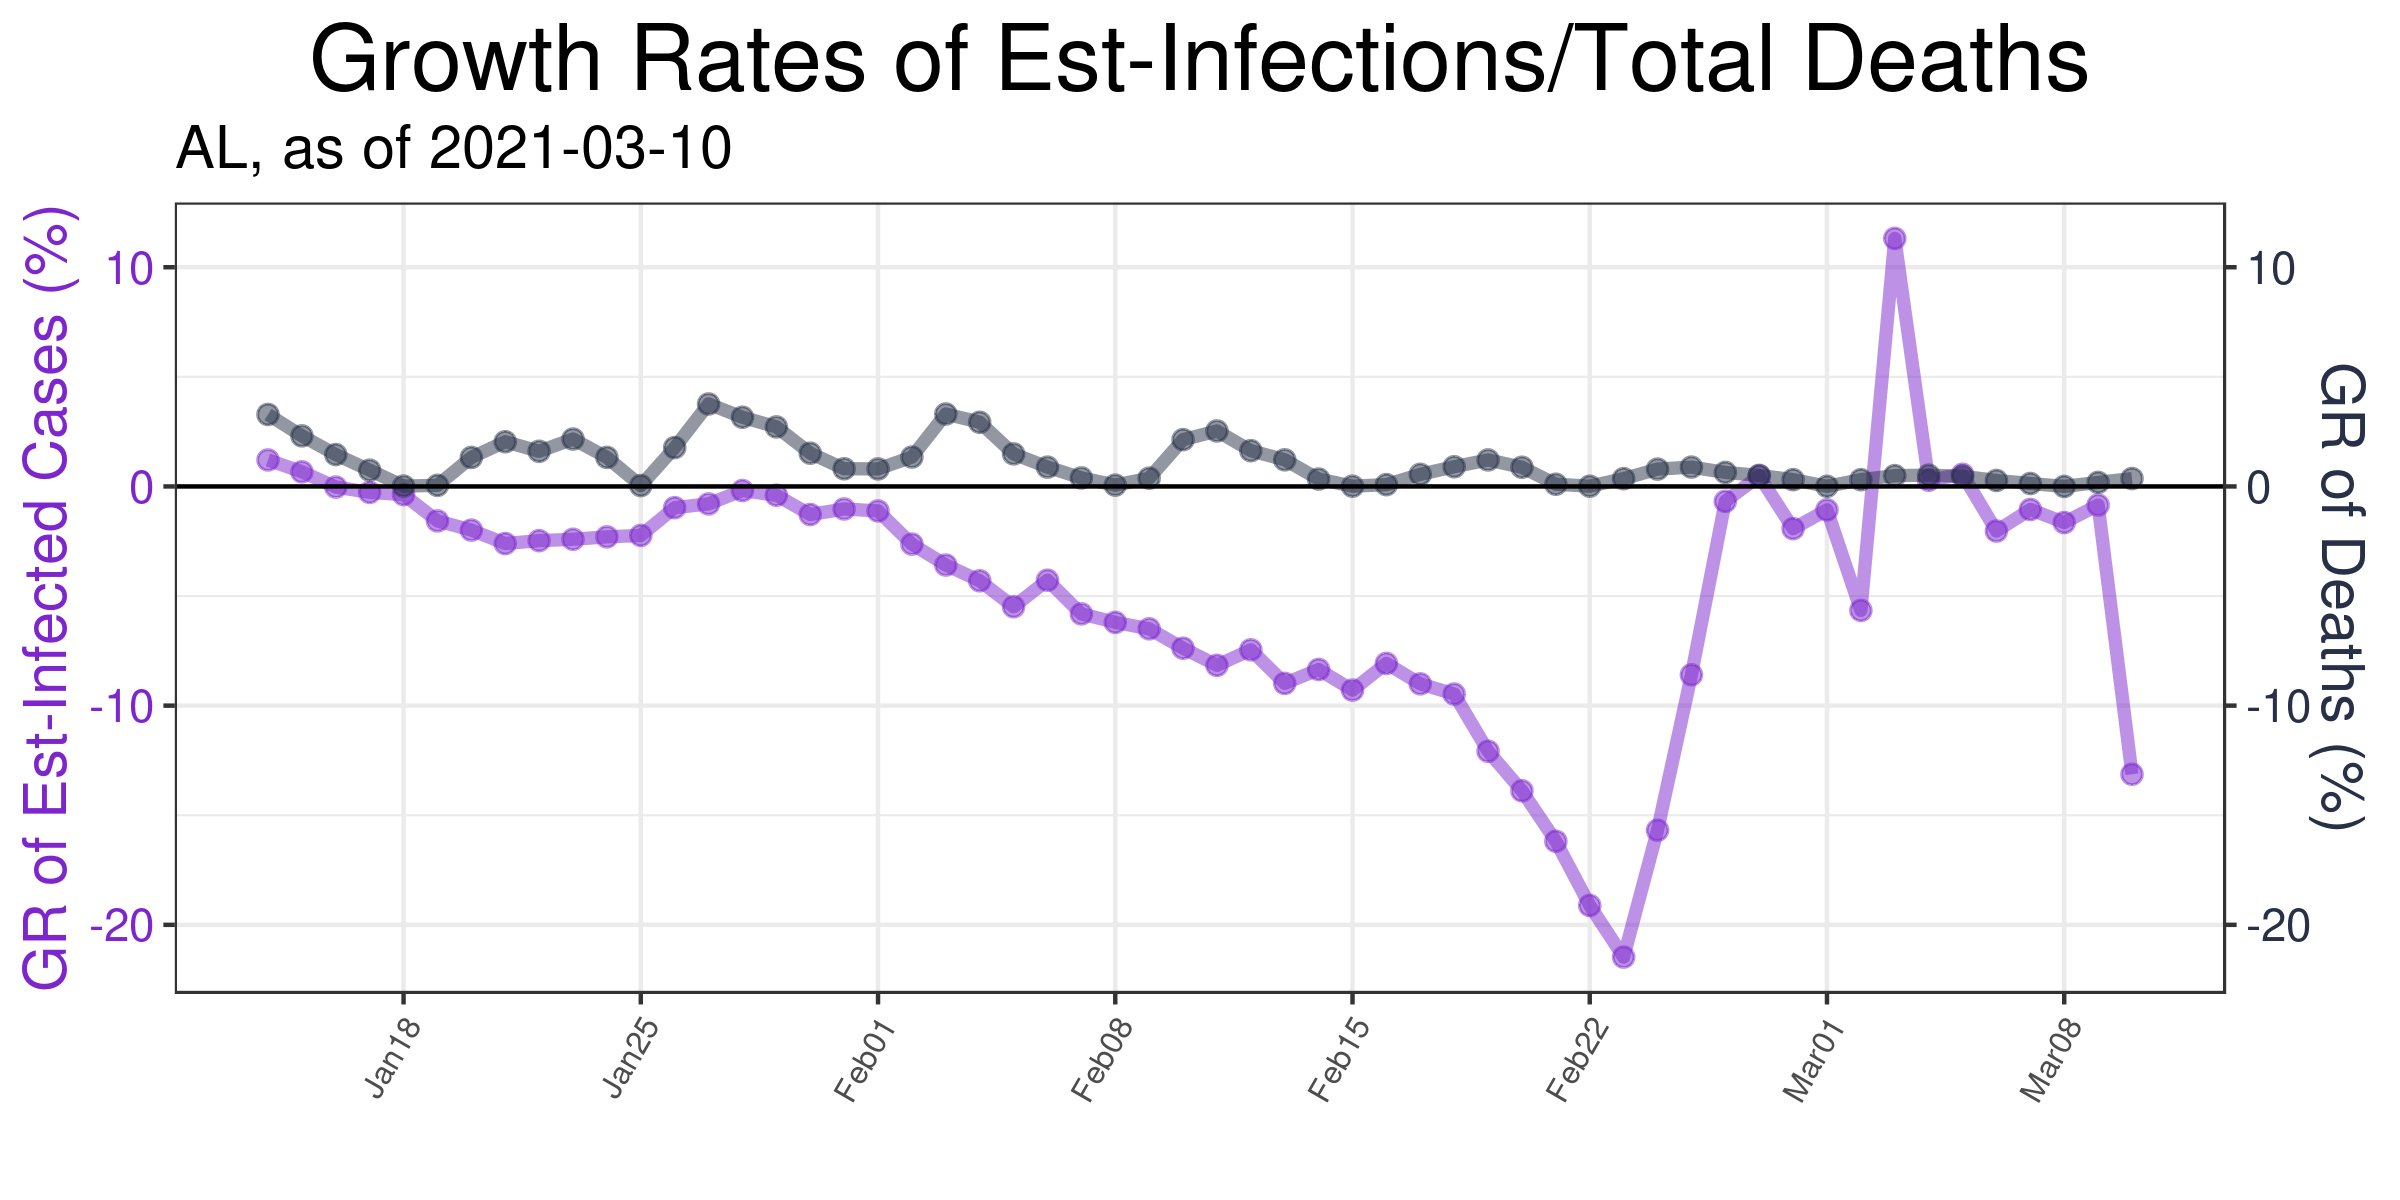 Growth Rates of Est-Infections/Total Deaths
AL, as of 2021-03-10
GR of Est-Infected Cases (%)
10
0
-10
-20
10
0
-10
-20
GR of Deaths (%)
Jan18
Jan25
Feb01
Feb08
Feb15
Feb22
Mar01
Mar08